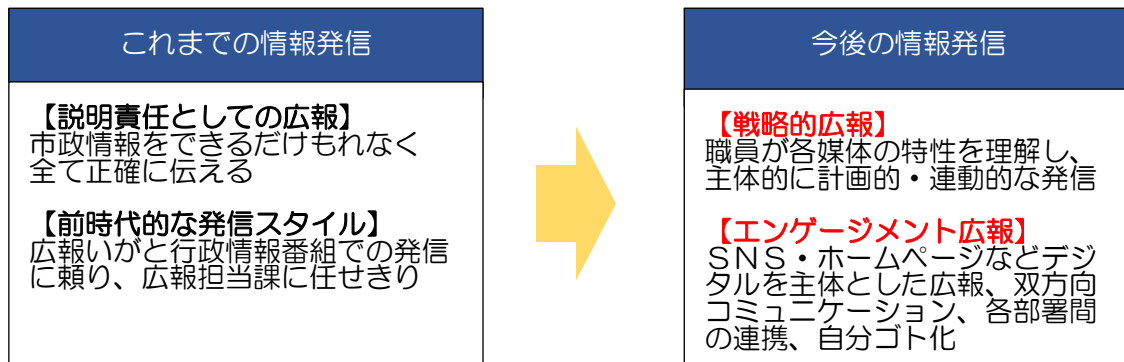 これまでの情報発信
【説明責任としての広報】
市政情報をできるだけもれなく
全て正確に伝える
【前時代的な発信スタイル】
広報いがと行政情報番組での発信
に頼り、広報担当課に任せきり
今後の情報発信
【戦略的広報】
職員が各媒体の特性を理解し、
主体的に計画的・連動的な発信
【エンゲージメント広報】
ＳＮＳ・ホームページなどデジ
タルを主体とした広報、双方向
コミュニケーション、各部署間
の連携、自分ゴト化